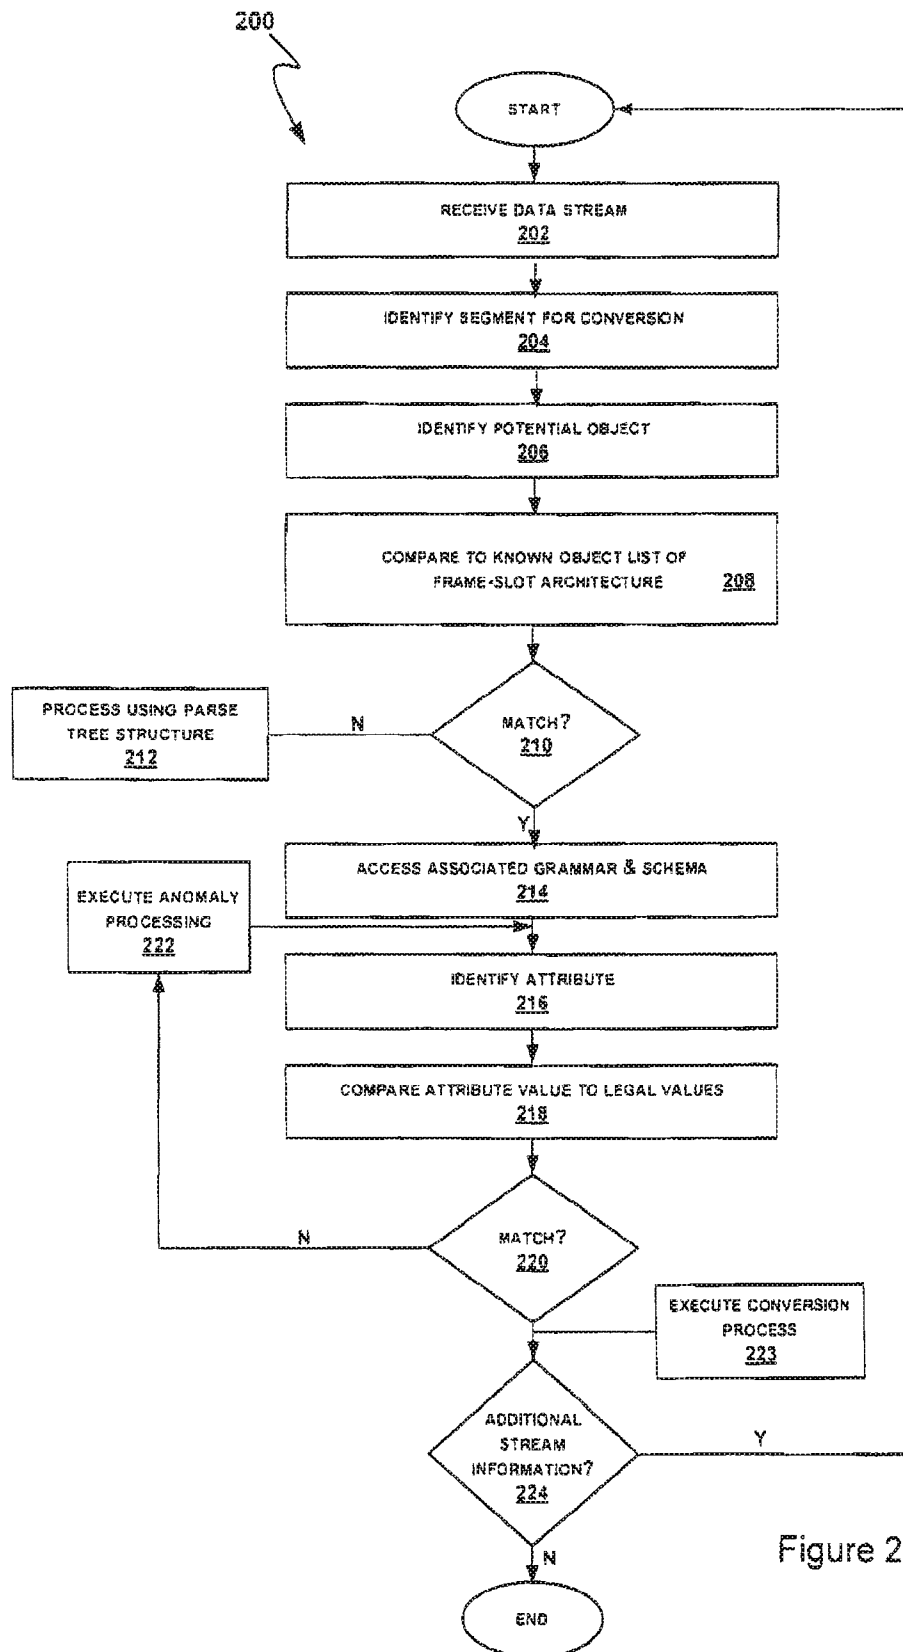 200
START
RECEIVE DATA STREAM
202
IDENTIFY SEGMENT FOR CONVERSION
204
IDENTIFY POTENTIAL OBJECT
206
COMPARE TO KNOWN OBJECT LIST OF
FRAME-SLOT ARCHITECTURE
208
MATCH?
210
N
PROCESS USING PARSE
TREE STRUCTURE
212
Y
ACCESS ASSOCIATED GRAMMAR & SCHEMA
214
EXECUTE ANOMALY
PROCESSING
222
IDENTIFY ATTRIBUTE
216
COMPARE ATTRIBUTE VALUE TO LEGAL VALUES
218
MATCH?
220
N
EXECUTE CONVERSION
PROCESS
223
ADDITIONAL
STREAM
INFORMATION?
224
Y
N
END
Figure 2